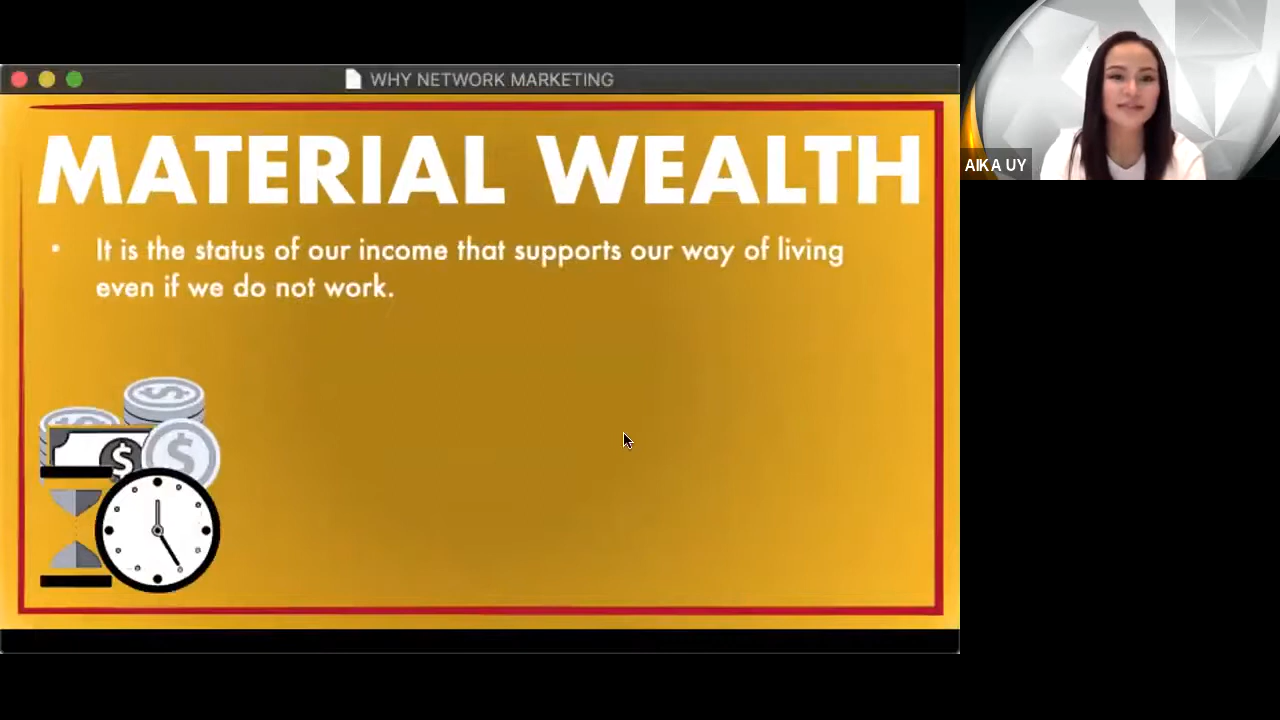 WHY NETWORK MARKETING
MATERIAL WEALTH
• It is the status of our income that supports our way of living
even if we do not work.
AIKA UY
$
$
$